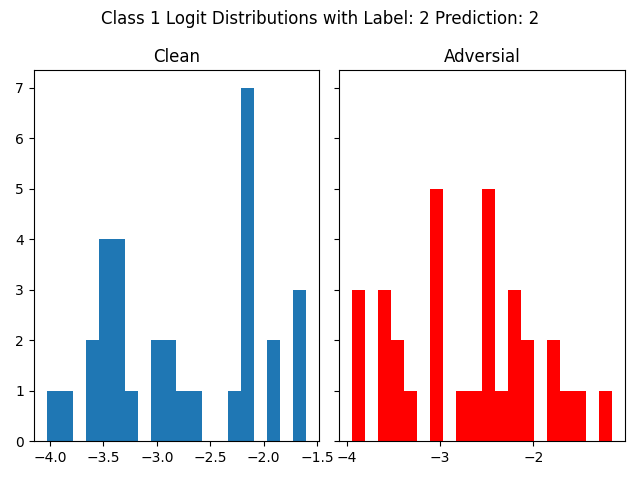 Class 1 Logit Distributions with Label: 2 Prediction: 2
Clean
Adversial
7
6
5
4
3
2
1
0
−4.0 −3.5 −3.0 −2.5 −2.0 −1.5
−4 −3 −2